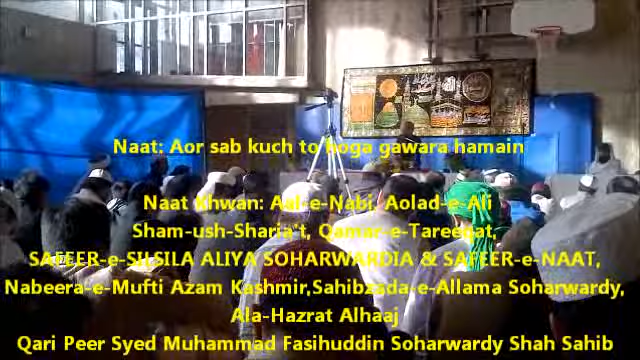 Naat: Aor sab kuch to hoga gawara hamain
Naat Khwan: Aal-e-Nabi, Aolad-e-Ali
Sham-ush-Sharia't, Qamar-e-Tareeqat,
SAFEER-e-SILSILA ALIYA SOHARWARDIA & SAFEER-e-NAAT,
Nabeera-e-Mufti Azam Kashmir,Sahibzada-e-Allama Soharwardy,
Ala-Hazrat Alhaaj
Qari Peer Syed Muhammad Fasihuddin Soharwardy Shah Sahib